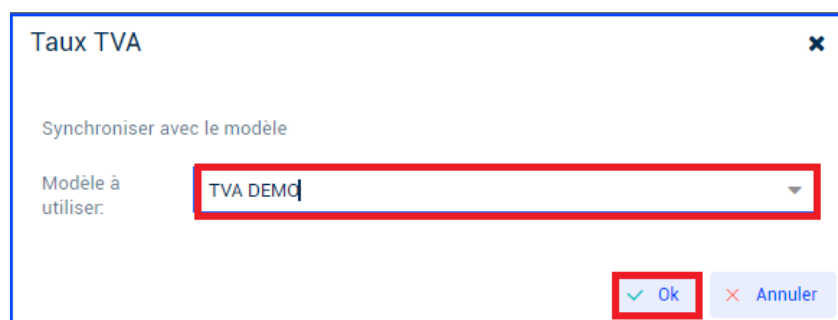 Taux TVA
Synchroniser avec le modèle
Modèle à
utiliser:
TVA DEMO
Ok
Annuler